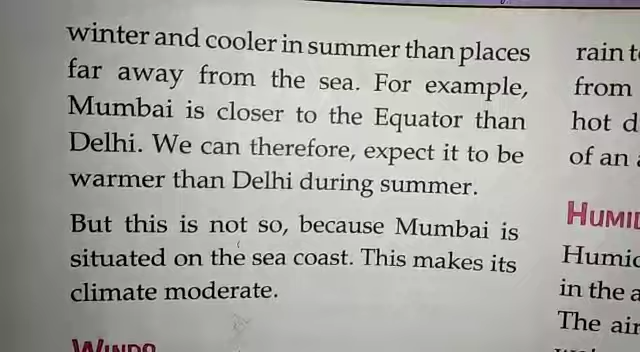 winter and cooler in summer than places
far away from the sea. For example,
Mumbai is closer to the Equator than
Delhi. We can therefore, expect it to be
warmer than Delhi during summer.
But this is not so, because Mumbai is
situated on the sea coast. This makes its
climate moderate.
rain
from
hot
of an
in the
The air